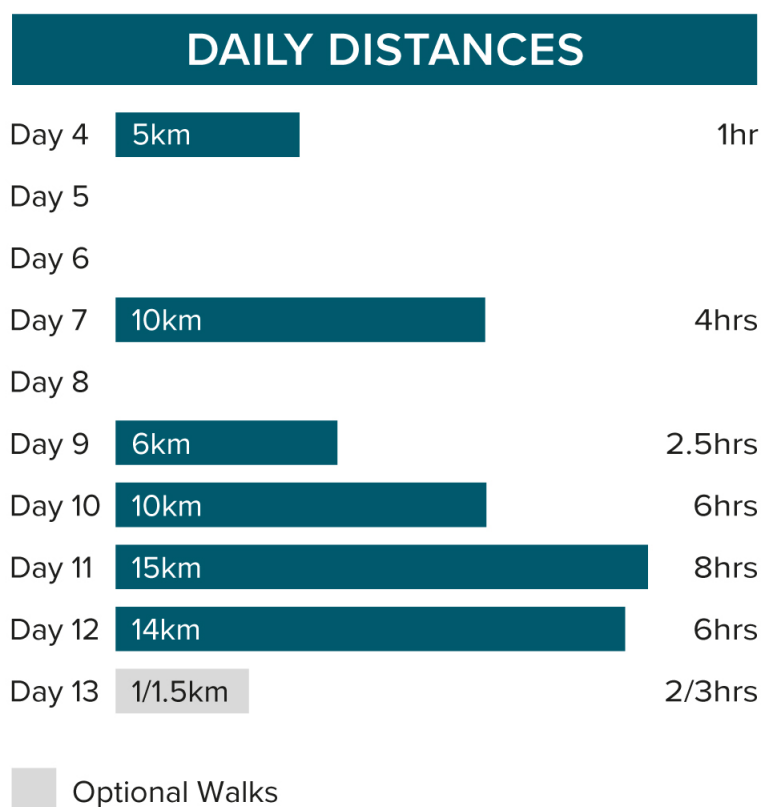 DAILY DISTANCES
Day 4 5km 1hr
Day 5
Day 6
Day 7 10km 4hrs
Day 8
Day 9 6km 2.5hrs
Day 10 10km 6hrs
Day 11 15km 8hrs
Day 12 14km 6hrs
Day 13 1/1.5km 2/3hrs
Optional Walks